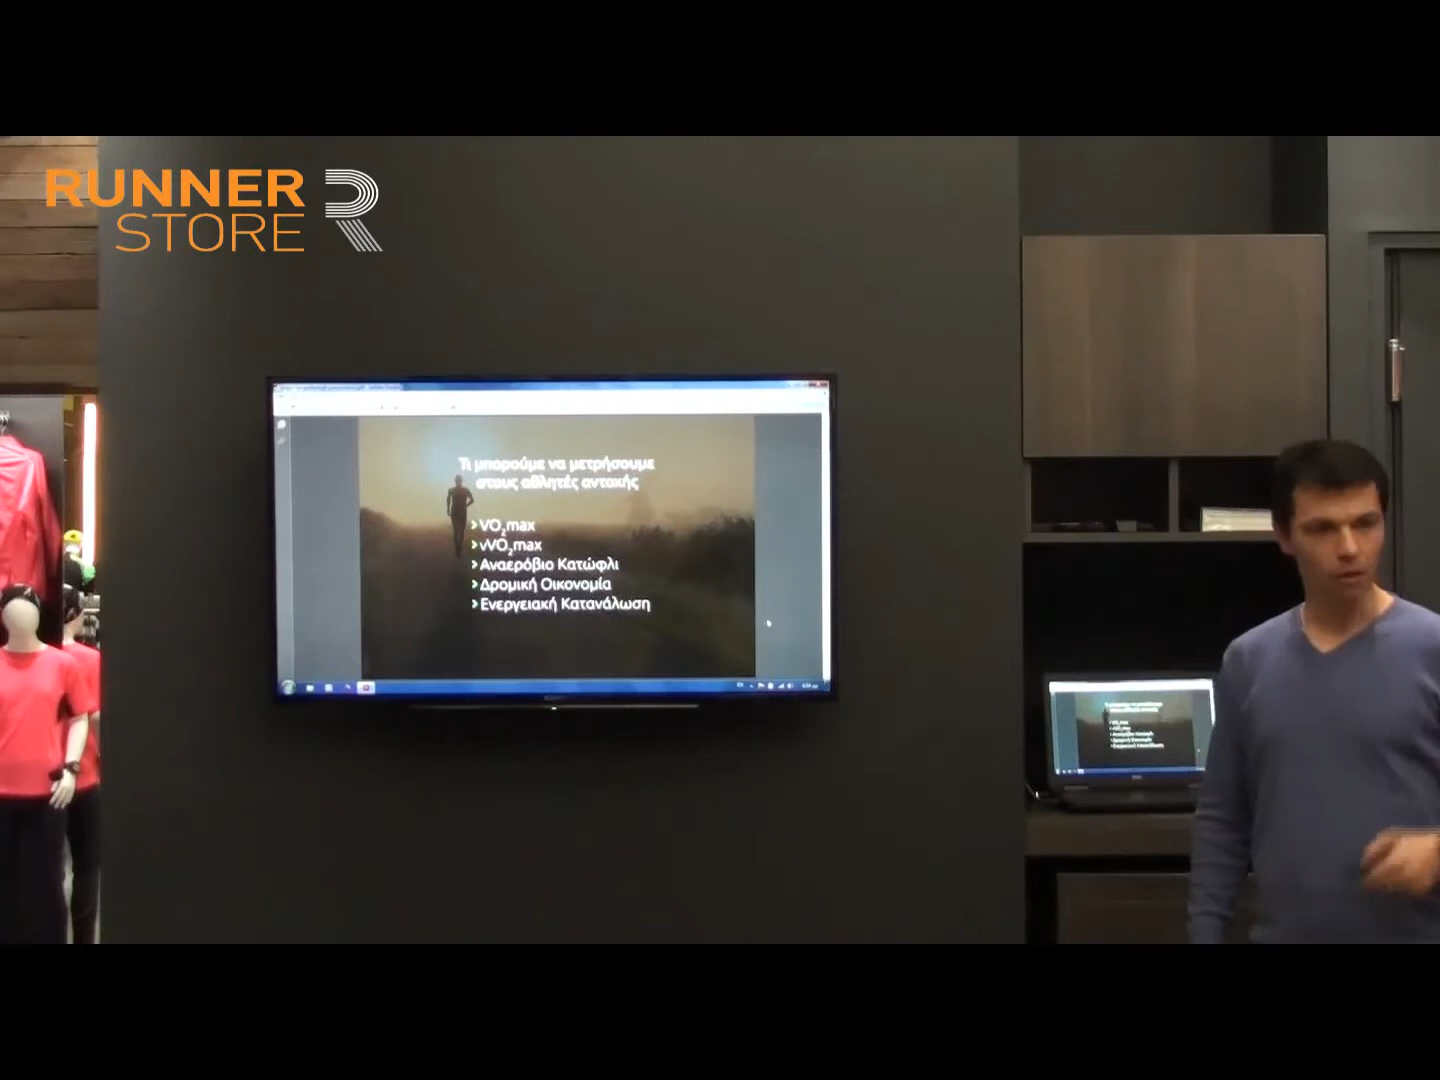 RUNNER
STORE
Τι μπορούμε να μετρήσουμε
στους αθλητές αντοχής
VO2max
vVO2max
Αναερόβιο Κατώφλι
Δρομική Οικονομία
Ενεργειακή Κατανάλωση